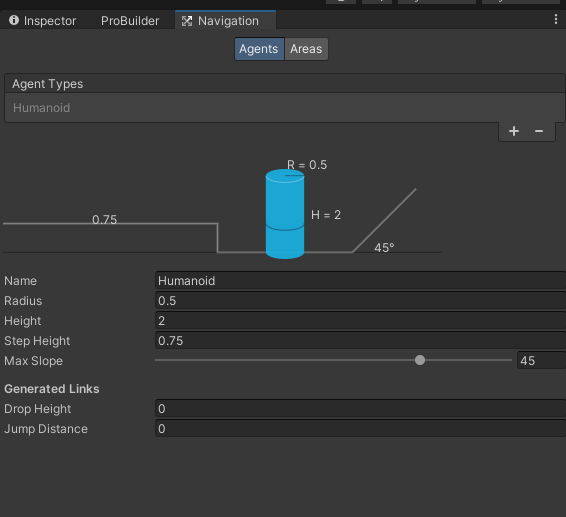 Inspector ProBuilder Navigation
Agents Areas
Agent Types
Humanoid
+ −
R = 0.5
0.75
H = 2
45°
Name Humanoid
Radius 0.5
Height 2
Step Height 0.75
Max Slope 45
Generated Links
Drop Height 0
Jump Distance 0